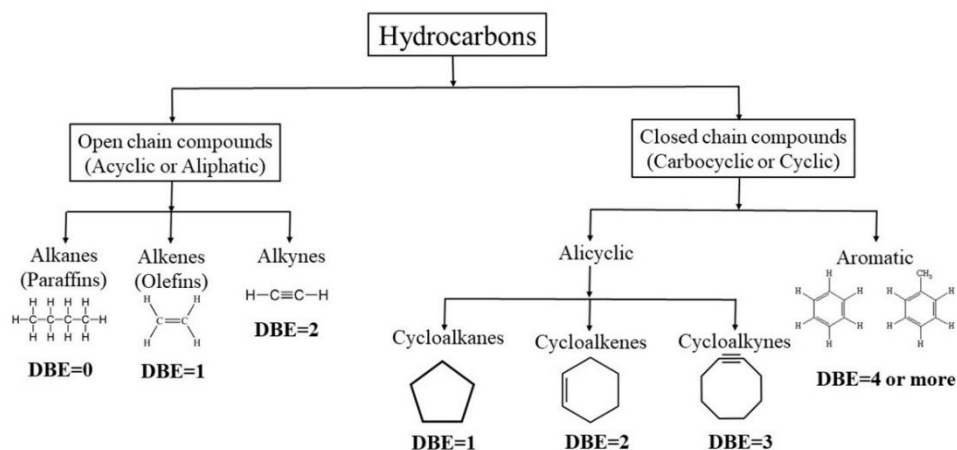 Hydrocarbons
Open chain compounds
(Acyclic or Aliphatic)
Closed chain compounds
(Carbocyclic or Cyclic)
Alkanes
(Paraffins)
Alkenes
(Olefins)
Alkynes
Alicyclic
Aromatic
H H H H
H-C-C-C-C-H
H H H H
DBE=0
H H
C=C
H H
DBE=1
H-C≡C-H
DBE=2
Cycloalkanes
Cycloalkenes
Cycloalkynes
H
H H
H H
H
CH3
H H
H H
H
DBE=4 or more
DBE=1
DBE=2
DBE=3